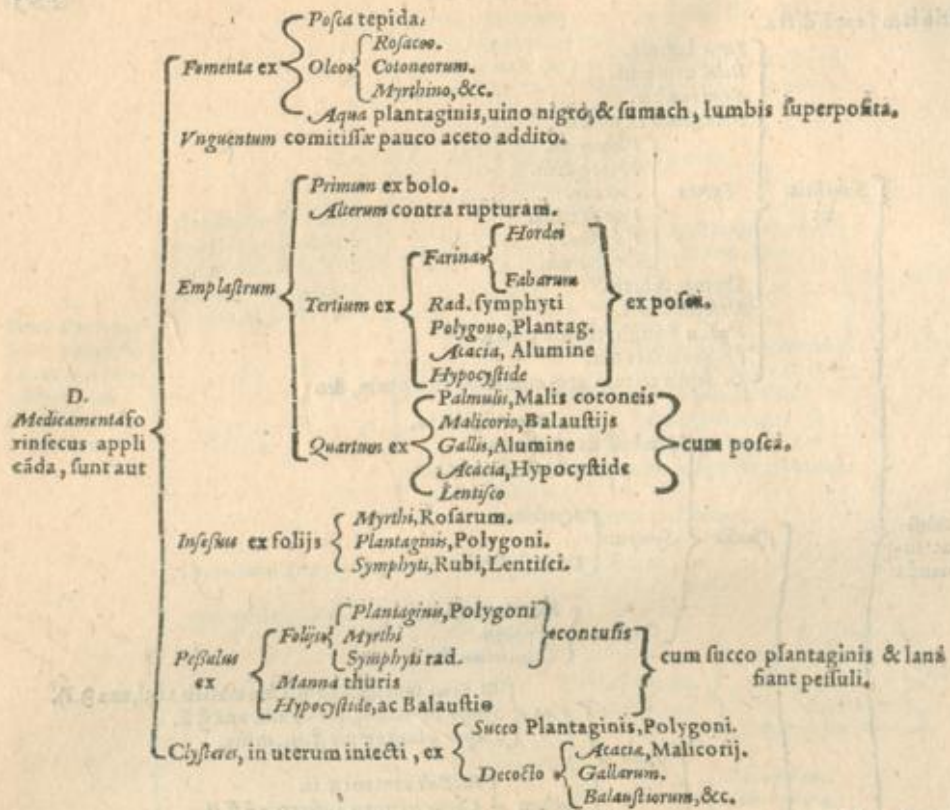 Posca tepida,
Fomenta ex
Oleo
Rosaceo.
Cotoneorum.
Myrthino, &c.
Aqua plantaginis, uino nigro, & sumach, lumbis superposita.
Vnguentum comitissæ pauco aceto addito.
Emplastrum
Primum ex bolo.
Alterum contra rupturam.
Tertium ex
Farina
Hordei
Fabarum
Rad. symphyti
Polygono, Plantag.
Acacia, Alumine
Hypocystide
ex poscâ.
Quartum ex
Palmulis, Malis cotoneis
Malicorio, Balaustijs
Gallis, Alumine
Acacia, Hypocystide
Lentisco
cum poscâ.
D.
Medicamenta fo
rinsecus appli
cãda, sunt aut
Insessus ex folijs
Myrthi, Rosarum.
Plantaginis, Polygoni.
Symphyti, Rubi, Lentisci.
Pessulus
ex
Folijs
Plantaginis, Polygoni
Myrthi
Symphyti rad.
contusis
Manna thuris
Hypocystide, ac Balaustio
cum succo plantaginis & lanâ
fiant pessuli.
Clysteres, in uterum iniecti, ex
Succo Plantaginis, Polygoni.
Decocto
Acaciæ, Malicorij.
Gallarum.
Balaustiorum, &c.